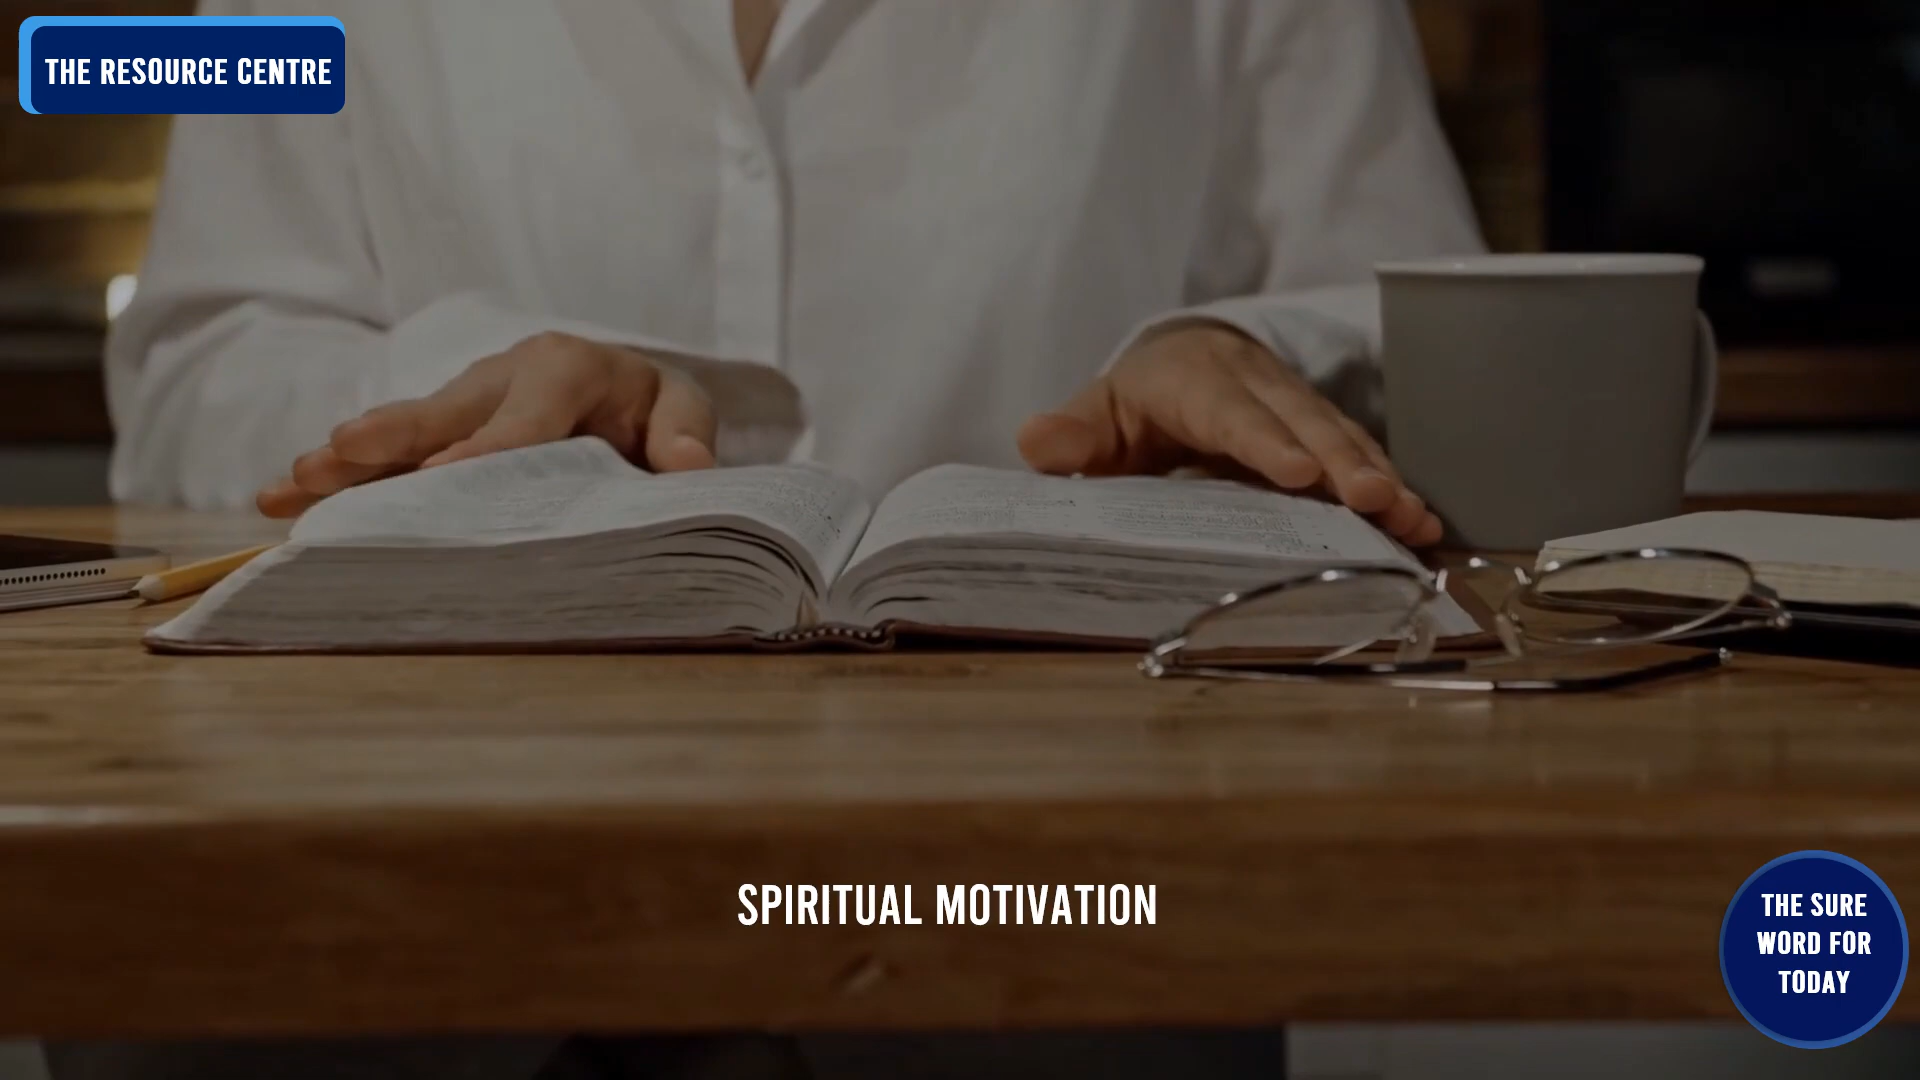 THE RESOURCE CENTRE
SPIRITUAL MOTIVATION
THE SURE
WORD FOR
TODAY